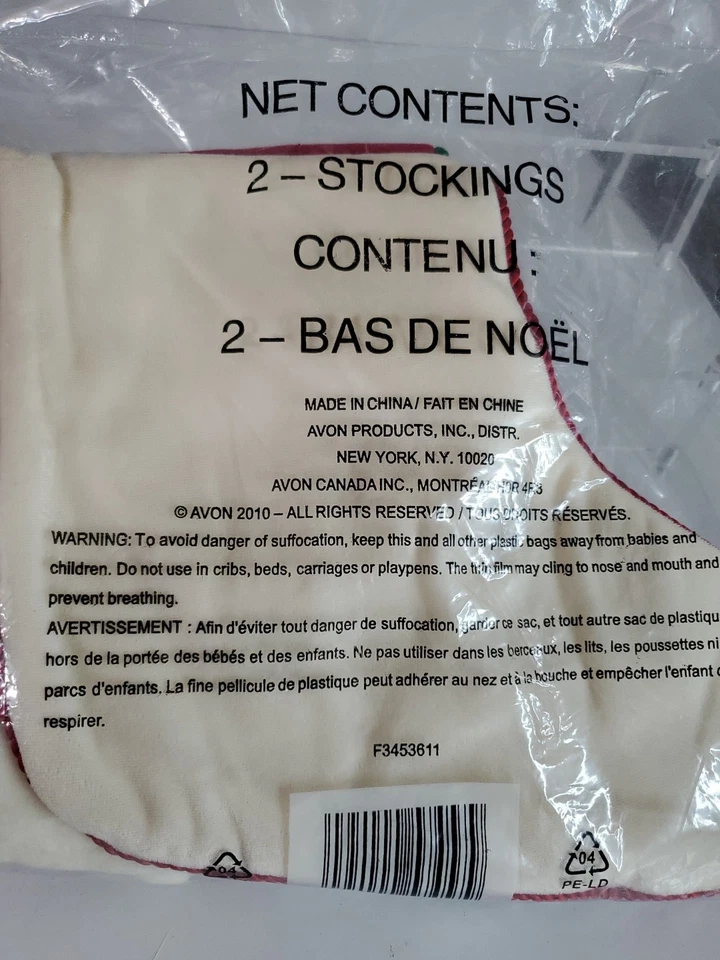 NET CONTENTS:
2 – STOCKINGS
CONTENU :
2 – BAS DE NOËL
MADE IN CHINA / FAIT EN CHINE
AVON PRODUCTS, INC., DISTR.
NEW YORK, N.Y. 10020
AVON CANADA INC., MONTRÉAL 4R3
© AVON 2010 – ALL RIGHTS RESERVED / TOUS DROITS RÉSERVÉS.
WARNING: To avoid danger of suffocation, keep this and all other plastic bags away from babies and
children. Do not use in cribs, beds, carriages or playpens. The thin film may cling to nose and mouth and
prevent breathing.
AVERTISSEMENT : Afin d'éviter tout danger de suffocation, garder ce sac, et tout autre sac de plastiqu
hors de la portée des bébés et des enfants. Ne pas utiliser dans les berceaux, les lits, les poussettes ni
parcs d'enfants. La fine pellicule de plastique peut adhérer au nez et à la bouche et empêcher l'enfant
respirer.
F3453611
04
04
PE-LD